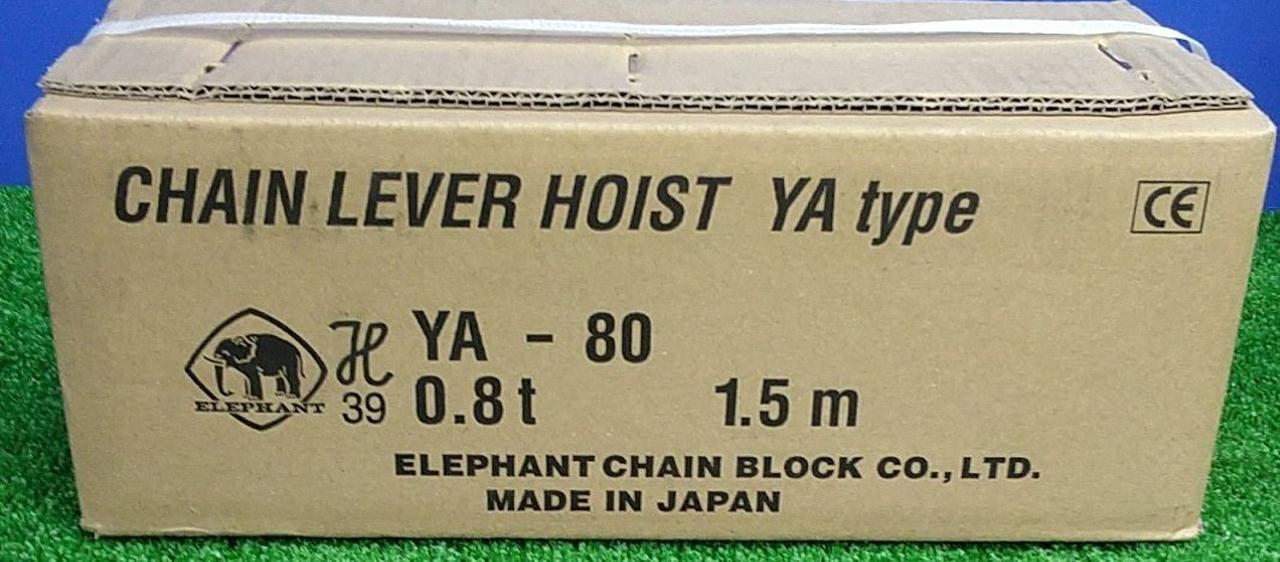 CHAIN LEVER HOIST YA type
CE
ELEPHANT
H
39
YA - 80
0.8 t 1.5 m
ELEPHANT CHAIN BLOCK CO., LTD.
MADE IN JAPAN